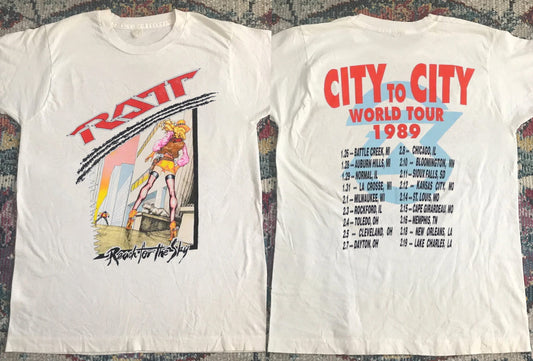 RATT
Reach for the Sky
CITY TO CITY
WORLD TOUR
1989
1.26 - BATTLE CREEK, MI
1.28 - AUBURN HILLS, MI
1.29 - NORMAL, IL
1.31 - LA CROSSE, WI
2.1 - MILWAUKEE, WI
2.3 - ROCKFORD, IL
2.4 - TOLEDO, OH
2.5 - CLEVELAND, OH
2.7 - DAYTON, OH
2.8 - CHICAGO, IL
2.10 - BLOOMINGTON, MN
2.11 - SIOUX FALLS, SD
2.12 - KANSAS CITY, MO
2.14 - ST. LOUIS, MO
2.15 - CAPE GIRARDEAU, MO
2.16 - MEMPHIS, TN
2.18 - NEW ORLEANS, LA
2.19 - LAKE CHARLES, LA